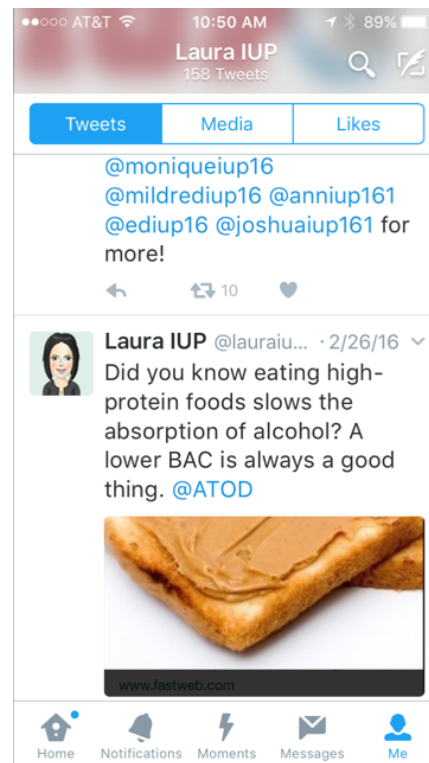 AT&T 10:50 AM 89%
Laura IUP
158 Tweets
Tweets Media Likes
@moniqueiup16
@mildrediup16 @anniup161
@ediup16 @joshuaiup161 for
more!
10
Laura IUP @lauraiu... · 2/26/16
Did you know eating high-
protein foods slows the
absorption of alcohol? A
lower BAC is always a good
thing. @ATOD
www.fastweb.com
Home Notifications Moments Messages Me